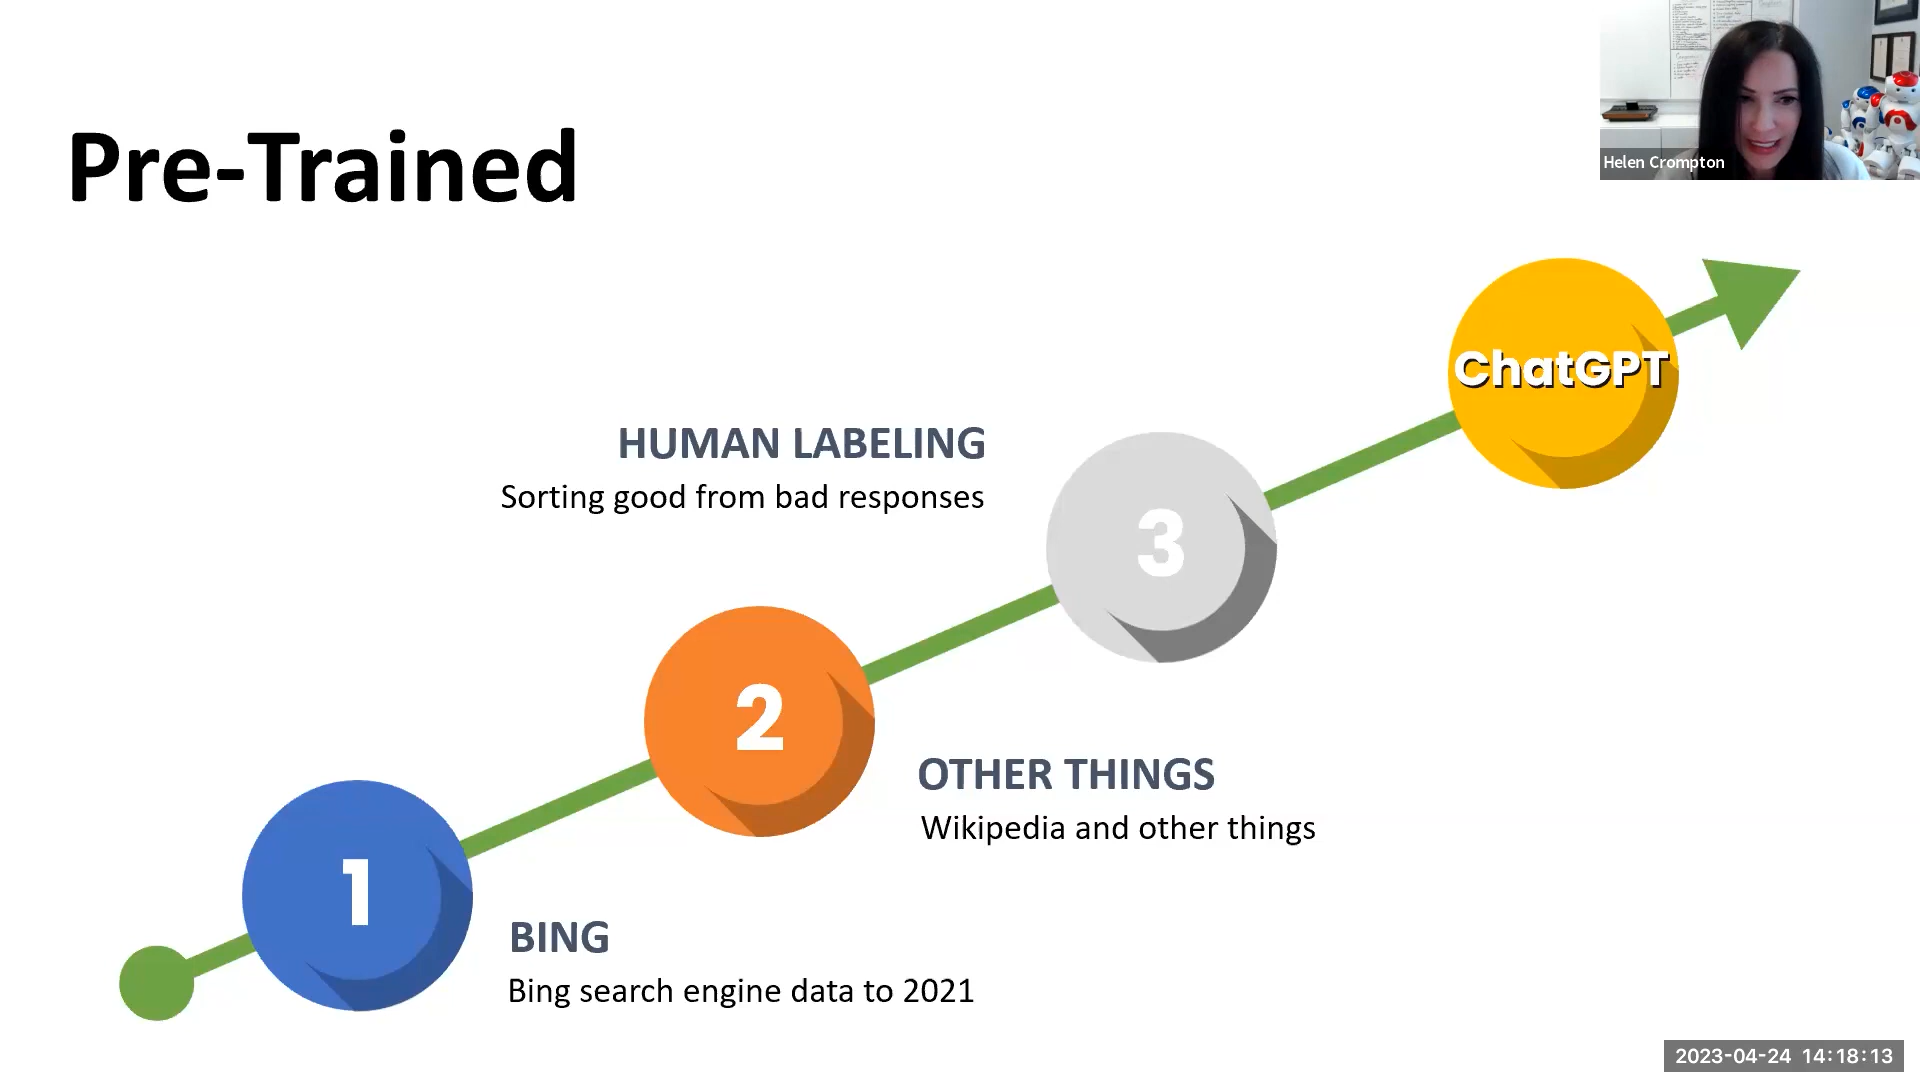 Pre-Trained
Helen Crompton
ChatGPT
HUMAN LABELING
Sorting good from bad responses
3
2
OTHER THINGS
Wikipedia and other things
1
BING
Bing search engine data to 2021
2023-04-24 14:18:13